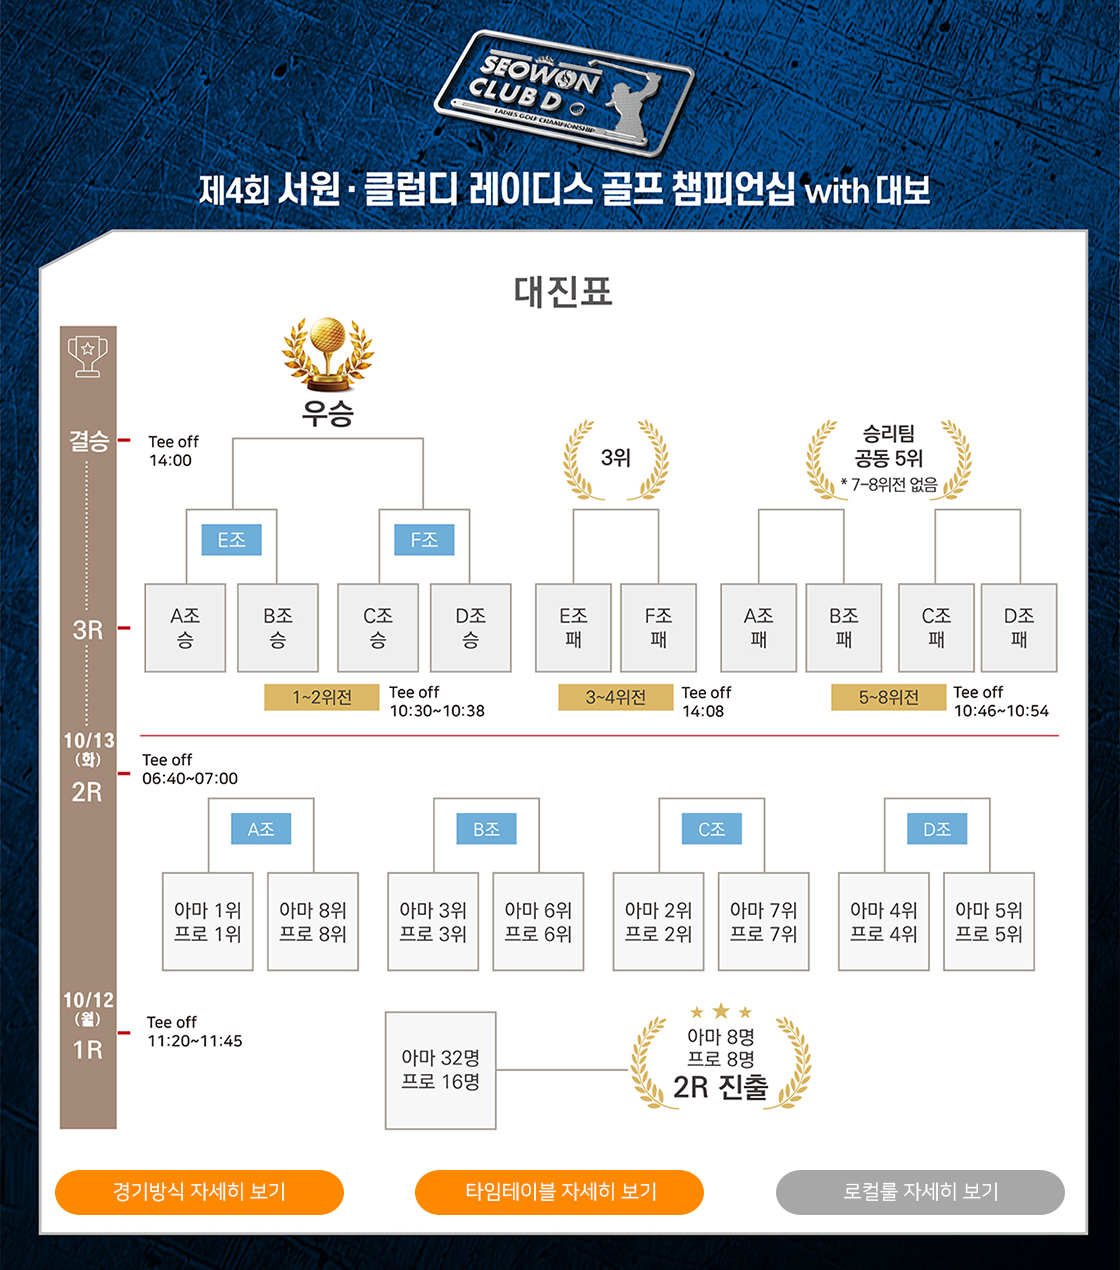 SEOWON
CLUB D
LADIES GOLF CHAMPIONSHIP
제4회 서원·클럽디 레이디스 골프 챔피언십 with 대보
대진표
우승
결승
Tee off
14:00
3위
승리팀
공동 5위
* 7-8위전 없음
E조
F조
3R
A조
승
B조
승
C조
승
D조
승
E조
패
F조
패
A조
패
B조
패
C조
패
D조
패
1~2위전
Tee off
10:30~10:38
3~4위전
Tee off
14:08
5~8위전
Tee off
10:46~10:54
10/13
(화)
2R
Tee off
06:40~07:00
A조
B조
C조
D조
아마 1위
프로 1위
아마 8위
프로 8위
아마 3위
프로 3위
아마 6위
프로 6위
아마 2위
프로 2위
아마 7위
프로 7위
아마 4위
프로 4위
아마 5위
프로 5위
10/12
(월)
1R
Tee off
11:20~11:45
아마 32명
프로 16명
아마 8명
프로 8명
2R 진출
경기방식 자세히 보기
타임테이블 자세히 보기
로컬룰 자세히 보기